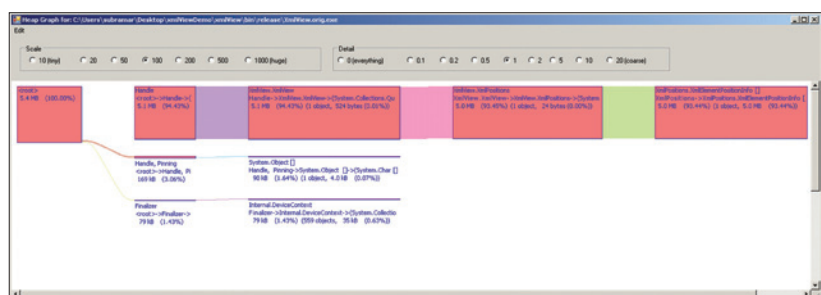 Heap Graph for: C:\Users\subramar\Desktop\xmlViewDemo\xmlView\bin\release\XmlView.orig.exe
Edit
Scale
10 (tiny) 20 50 100 200 500 1000 (huge)
Detail
0 (everything) 0.1 0.2 0.5 1 2 5 10 20 (coarse)
<root>
5.4 MB (100.00%)
Handle
<root>->Handle->(
5.1 MB (94.43%)
XmlView.XmlView
Handle->XmlView.XmlView->(System.Collections.Qu
5.1 MB (94.43%) (1 object, 524 bytes (0.01%))
XmlView.XmlPositions
XmlView.XmlView->XmlView.XmlPositions->(System
5.0 MB (93.45%) (1 object, 24 bytes (0.00%))
XmlPositions.XmlElementPositionInfo []
XmlPositions->XmlPositions.XmlElementPositionInfo [
5.0 MB (93.44%) (1 object, 5.0 MB (93.44%))
Handle, Pinning
<root>->Handle, Pi
169 kB (3.06%)
System.Object []
Handle, Pinning->System.Object []->(System.Char []
90 kB (1.64%) (1 object, 4.0 kB (0.07%))
Finalizer
<root>->Finalizer->
79 kB (1.43%)
Internal.DeviceContext
Finalizer->Internal.DeviceContext->(System.Collectio
79 kB (1.43%) (559 objects, 35 kB (0.63%))